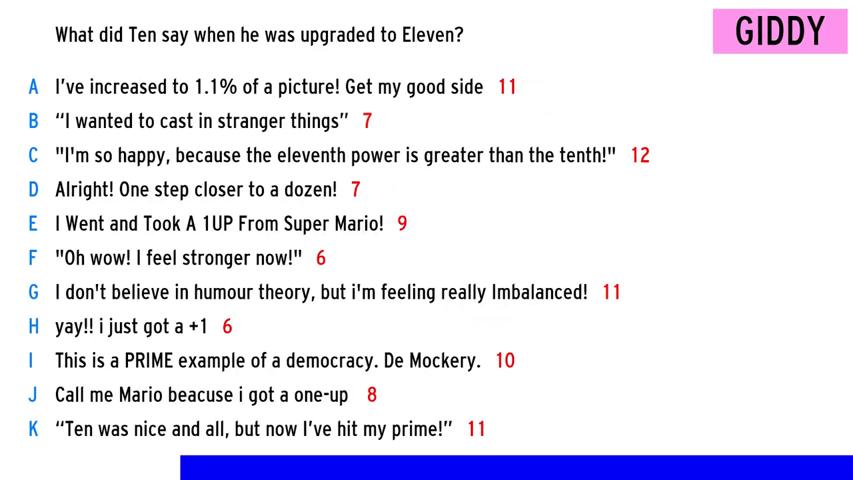 What did Ten say when he was upgraded to Eleven?
GIDDY
A I’ve increased to 1.1% of a picture! Get my good side 11
B “I wanted to cast in stranger things” 7
C "I'm so happy, because the eleventh power is greater than the tenth!" 12
D Alright! One step closer to a dozen! 7
E I Went and Took A 1UP From Super Mario! 9
F "Oh wow! I feel stronger now!" 6
G I don't believe in humour theory, but i'm feeling really Imbalanced! 11
H yay!! i just got a +1 6
I This is a PRIME example of a democracy. De Mockery. 10
J Call me Mario beacuse i got a one-up 8
K “Ten was nice and all, but now I’ve hit my prime!” 11